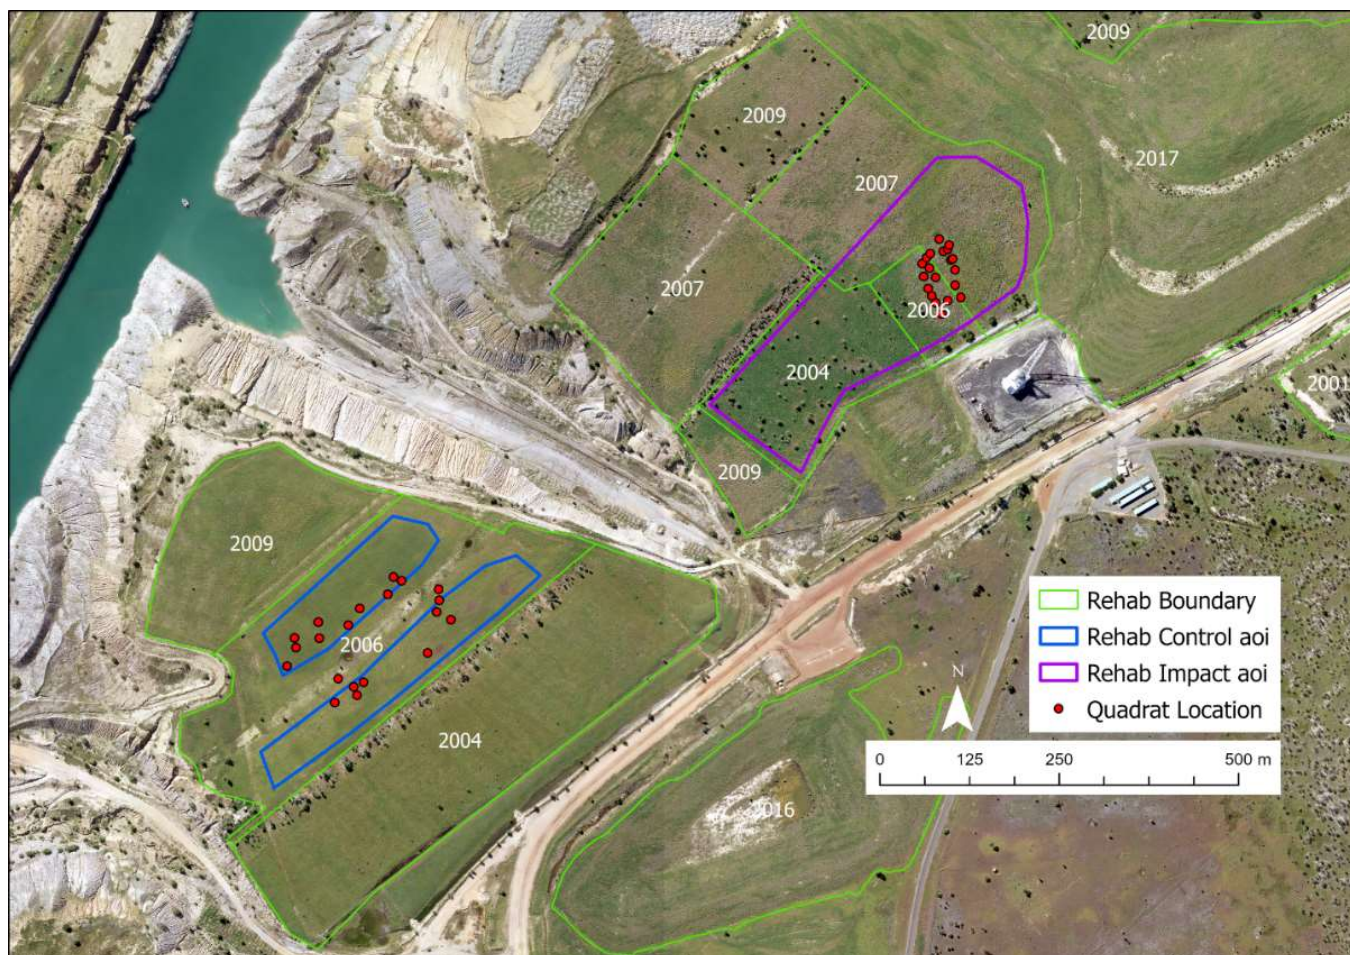 2009
2009
2017
2007
2007
2006
2004
2001
2009
2009
2006
2004
2016
Rehab Boundary
Rehab Control aoi
Rehab Impact aoi
Quadrat Location
N
0 125 250 500 m